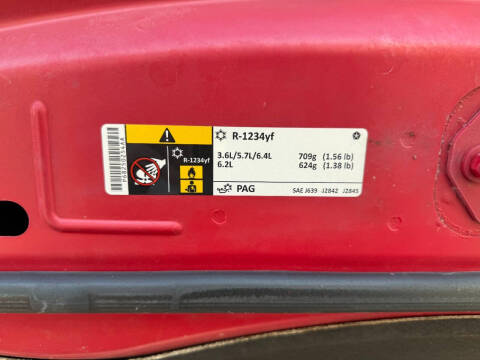 R-1234yf
R-1234yf
3.6L/5.7L/6.4L 709g (1.56 lb)
6.2L 624g (1.38 lb)
PAG
SAE J639 J2842 J2845